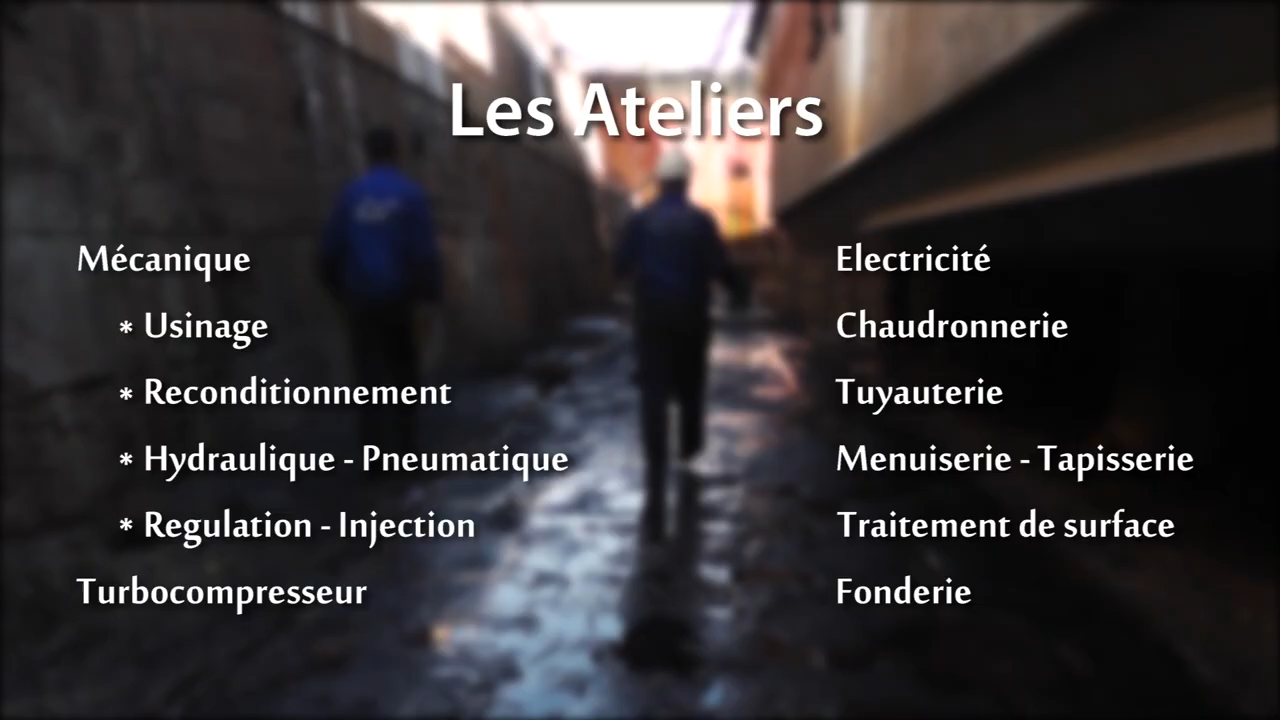 Les Ateliers
Mécanique
* Usinage
* Reconditionnement
* Hydraulique - Pneumatique
* Regulation - Injection
Turbocompresseur
Electricité
Chaudronnerie
Tuyauterie
Menuiserie - Tapisserie
Traitement de surface
Fonderie